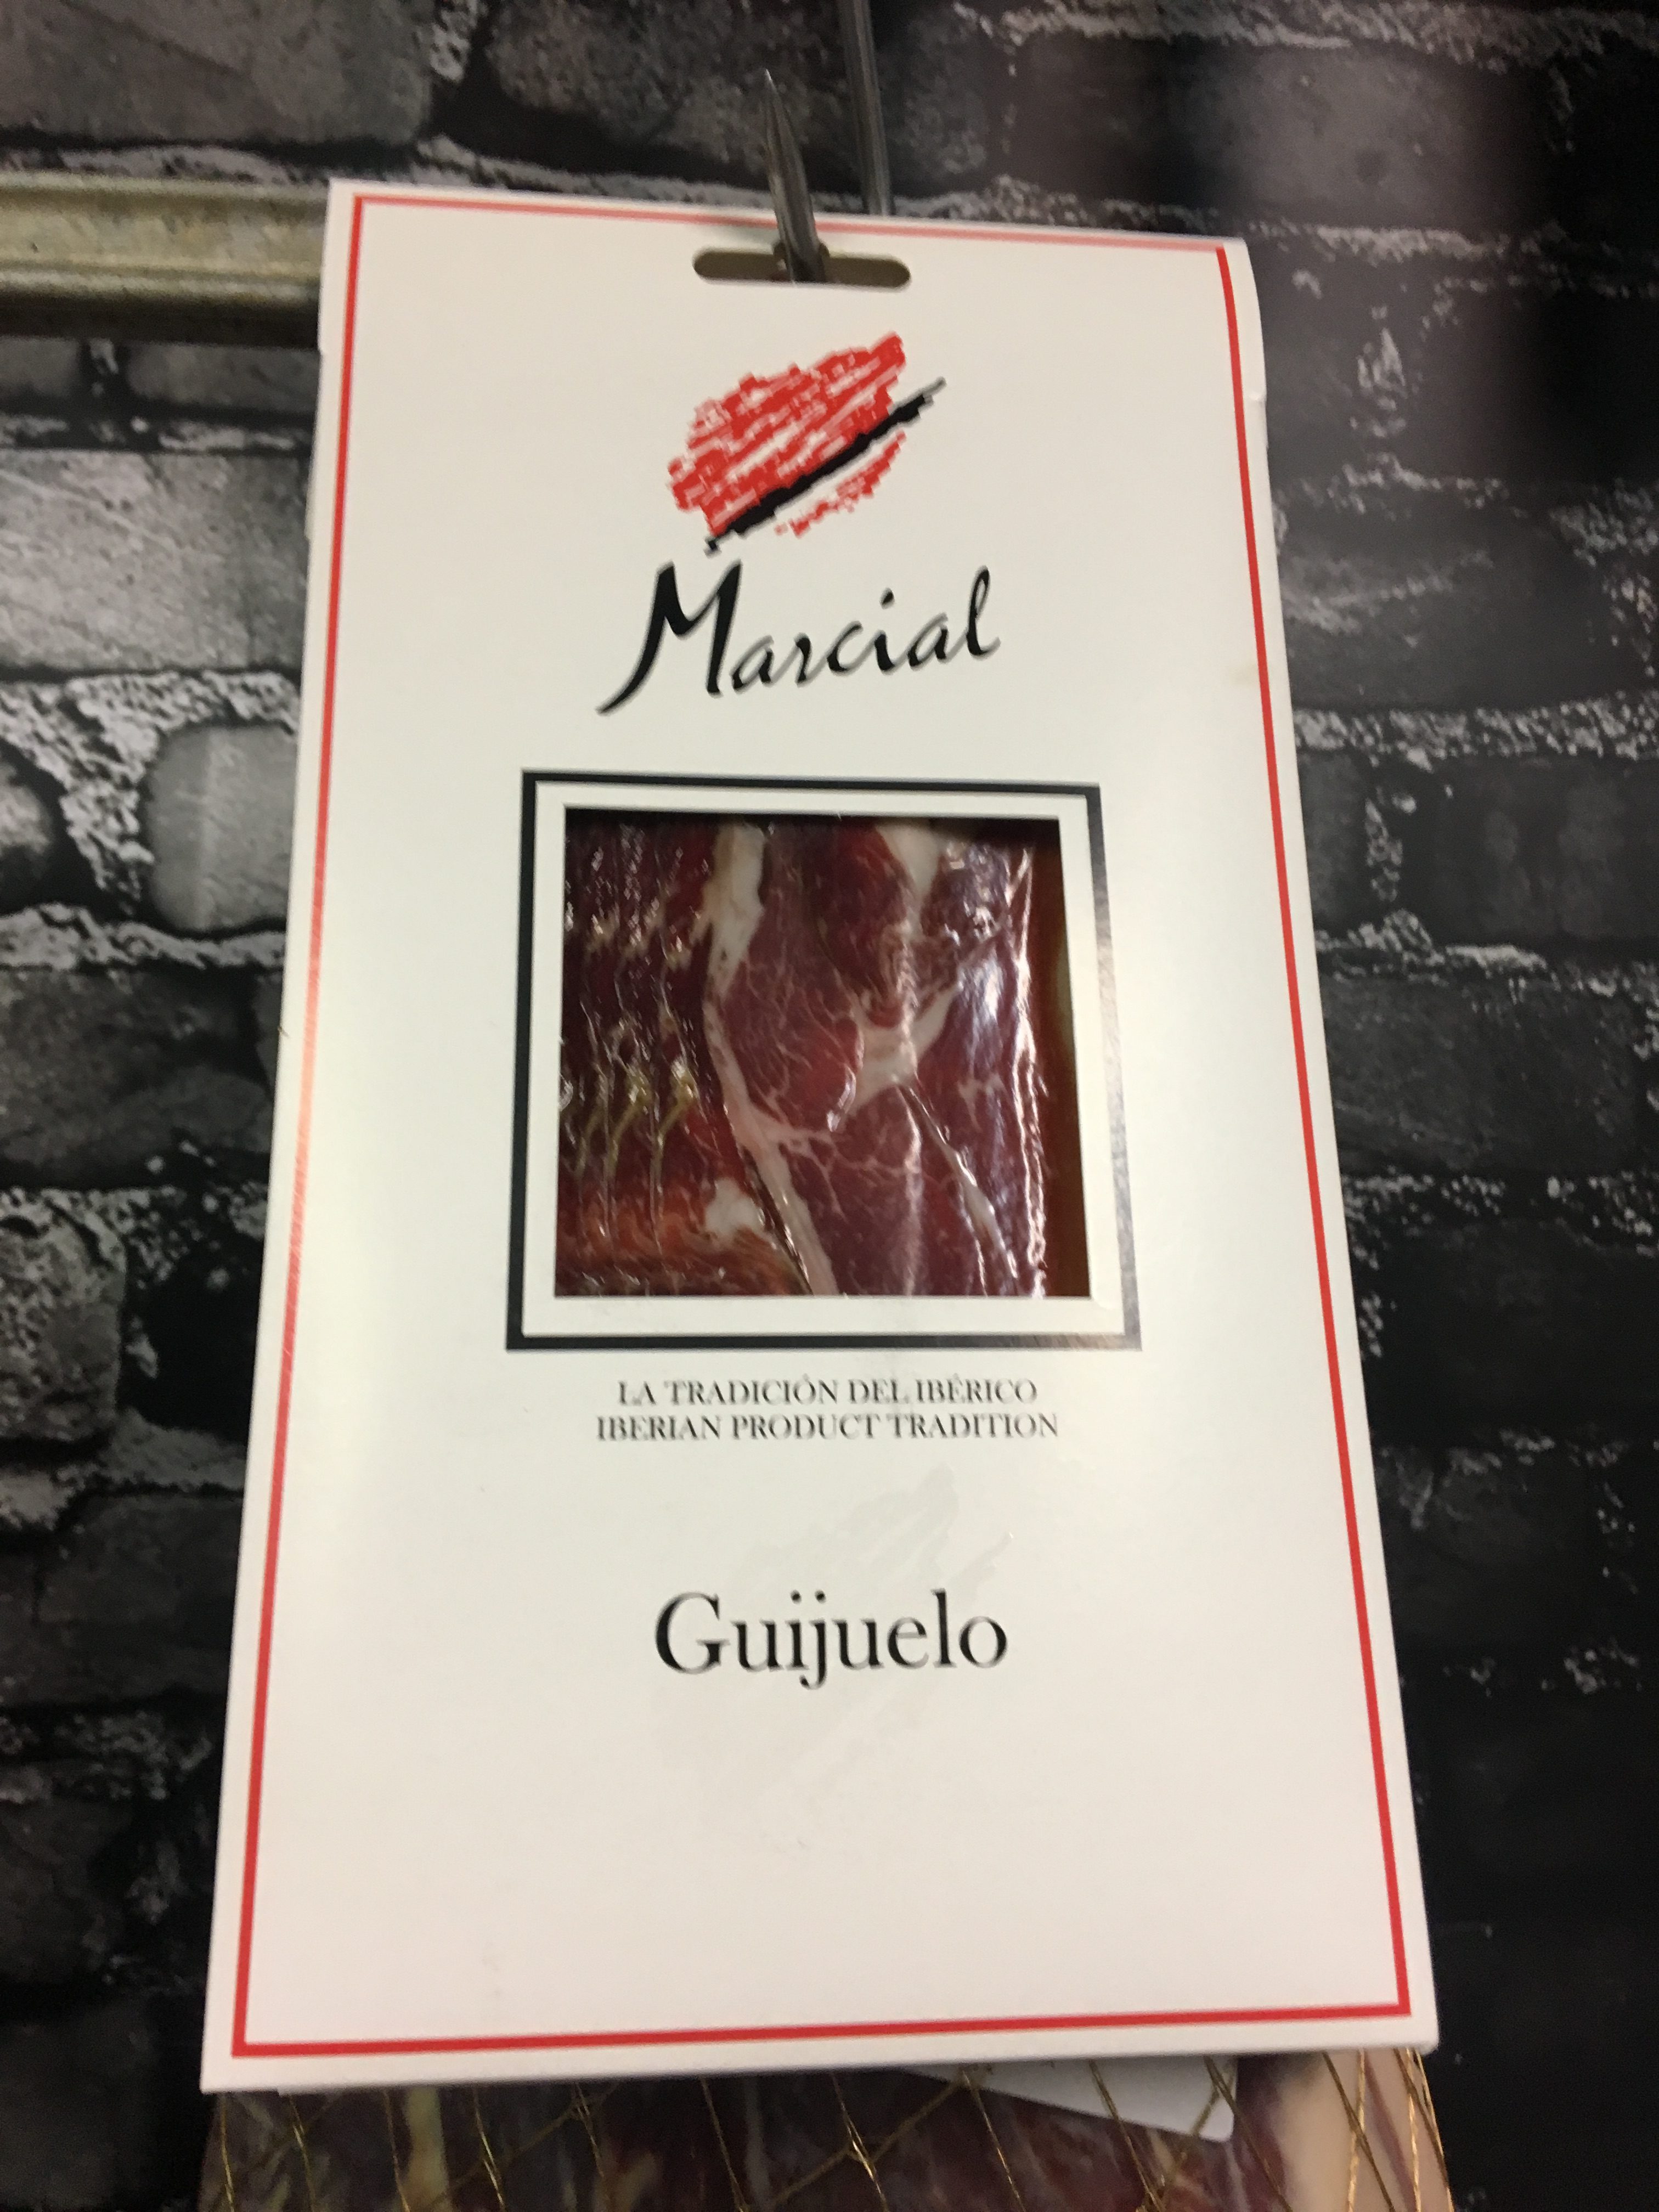 Marcial
LA TRADICIÓN DEL IBÉRICO
IBERIAN PRODUCT TRADITION
Guijuelo